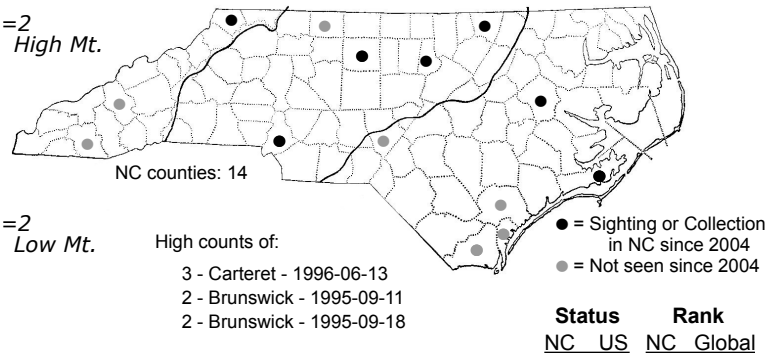 =2
High Mt.
NC counties: 14
=2
Low Mt.
High counts of:
3 - Carteret - 1996-06-13
2 - Brunswick - 1995-09-11
2 - Brunswick - 1995-09-18
= Sighting or Collection
in NC since 2004
= Not seen since 2004
Status Rank
NC US NC Global